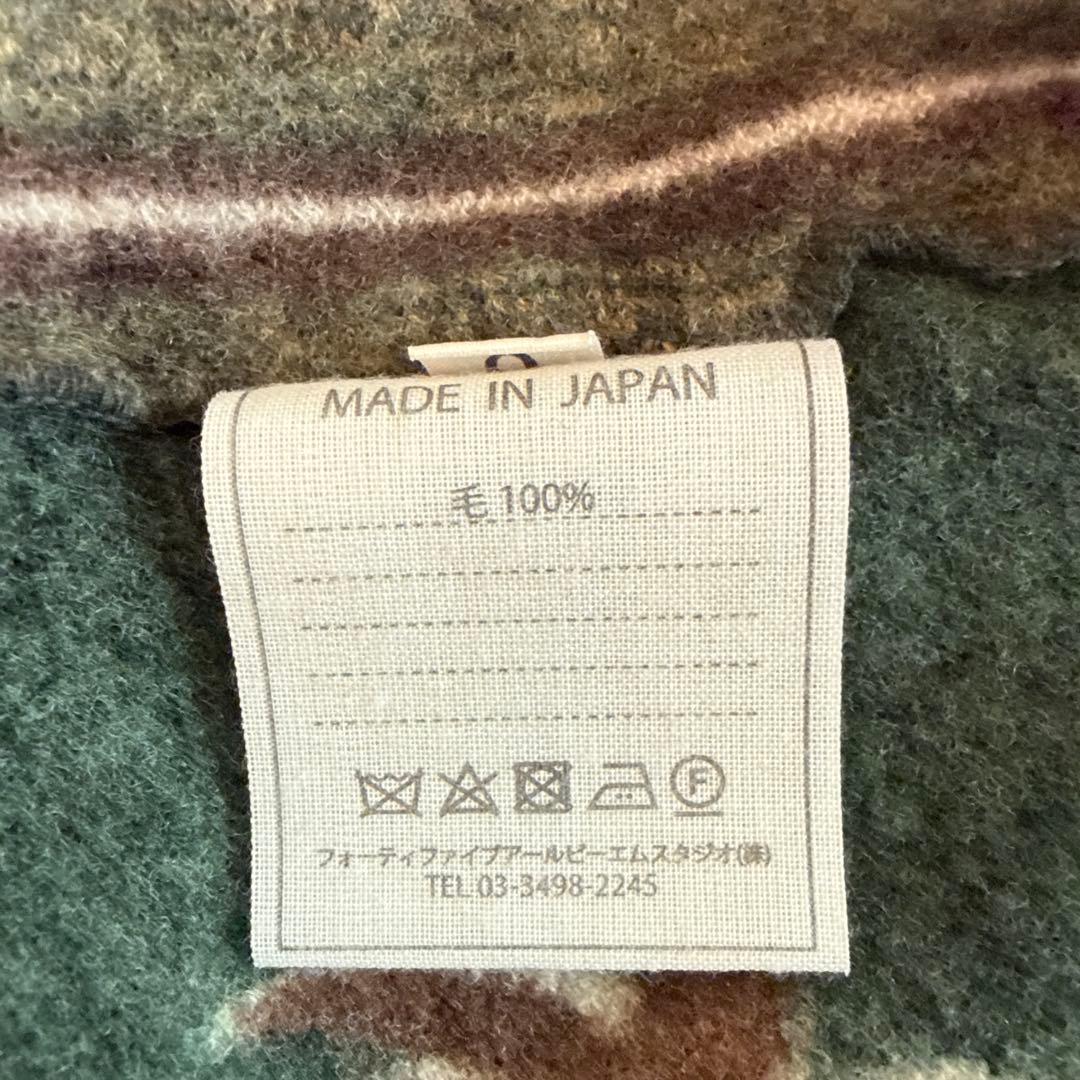 MADE IN JAPAN
毛 100%
F
フォーティファイブアールピーエムスタジオ(株)
TEL.03-3498-2245